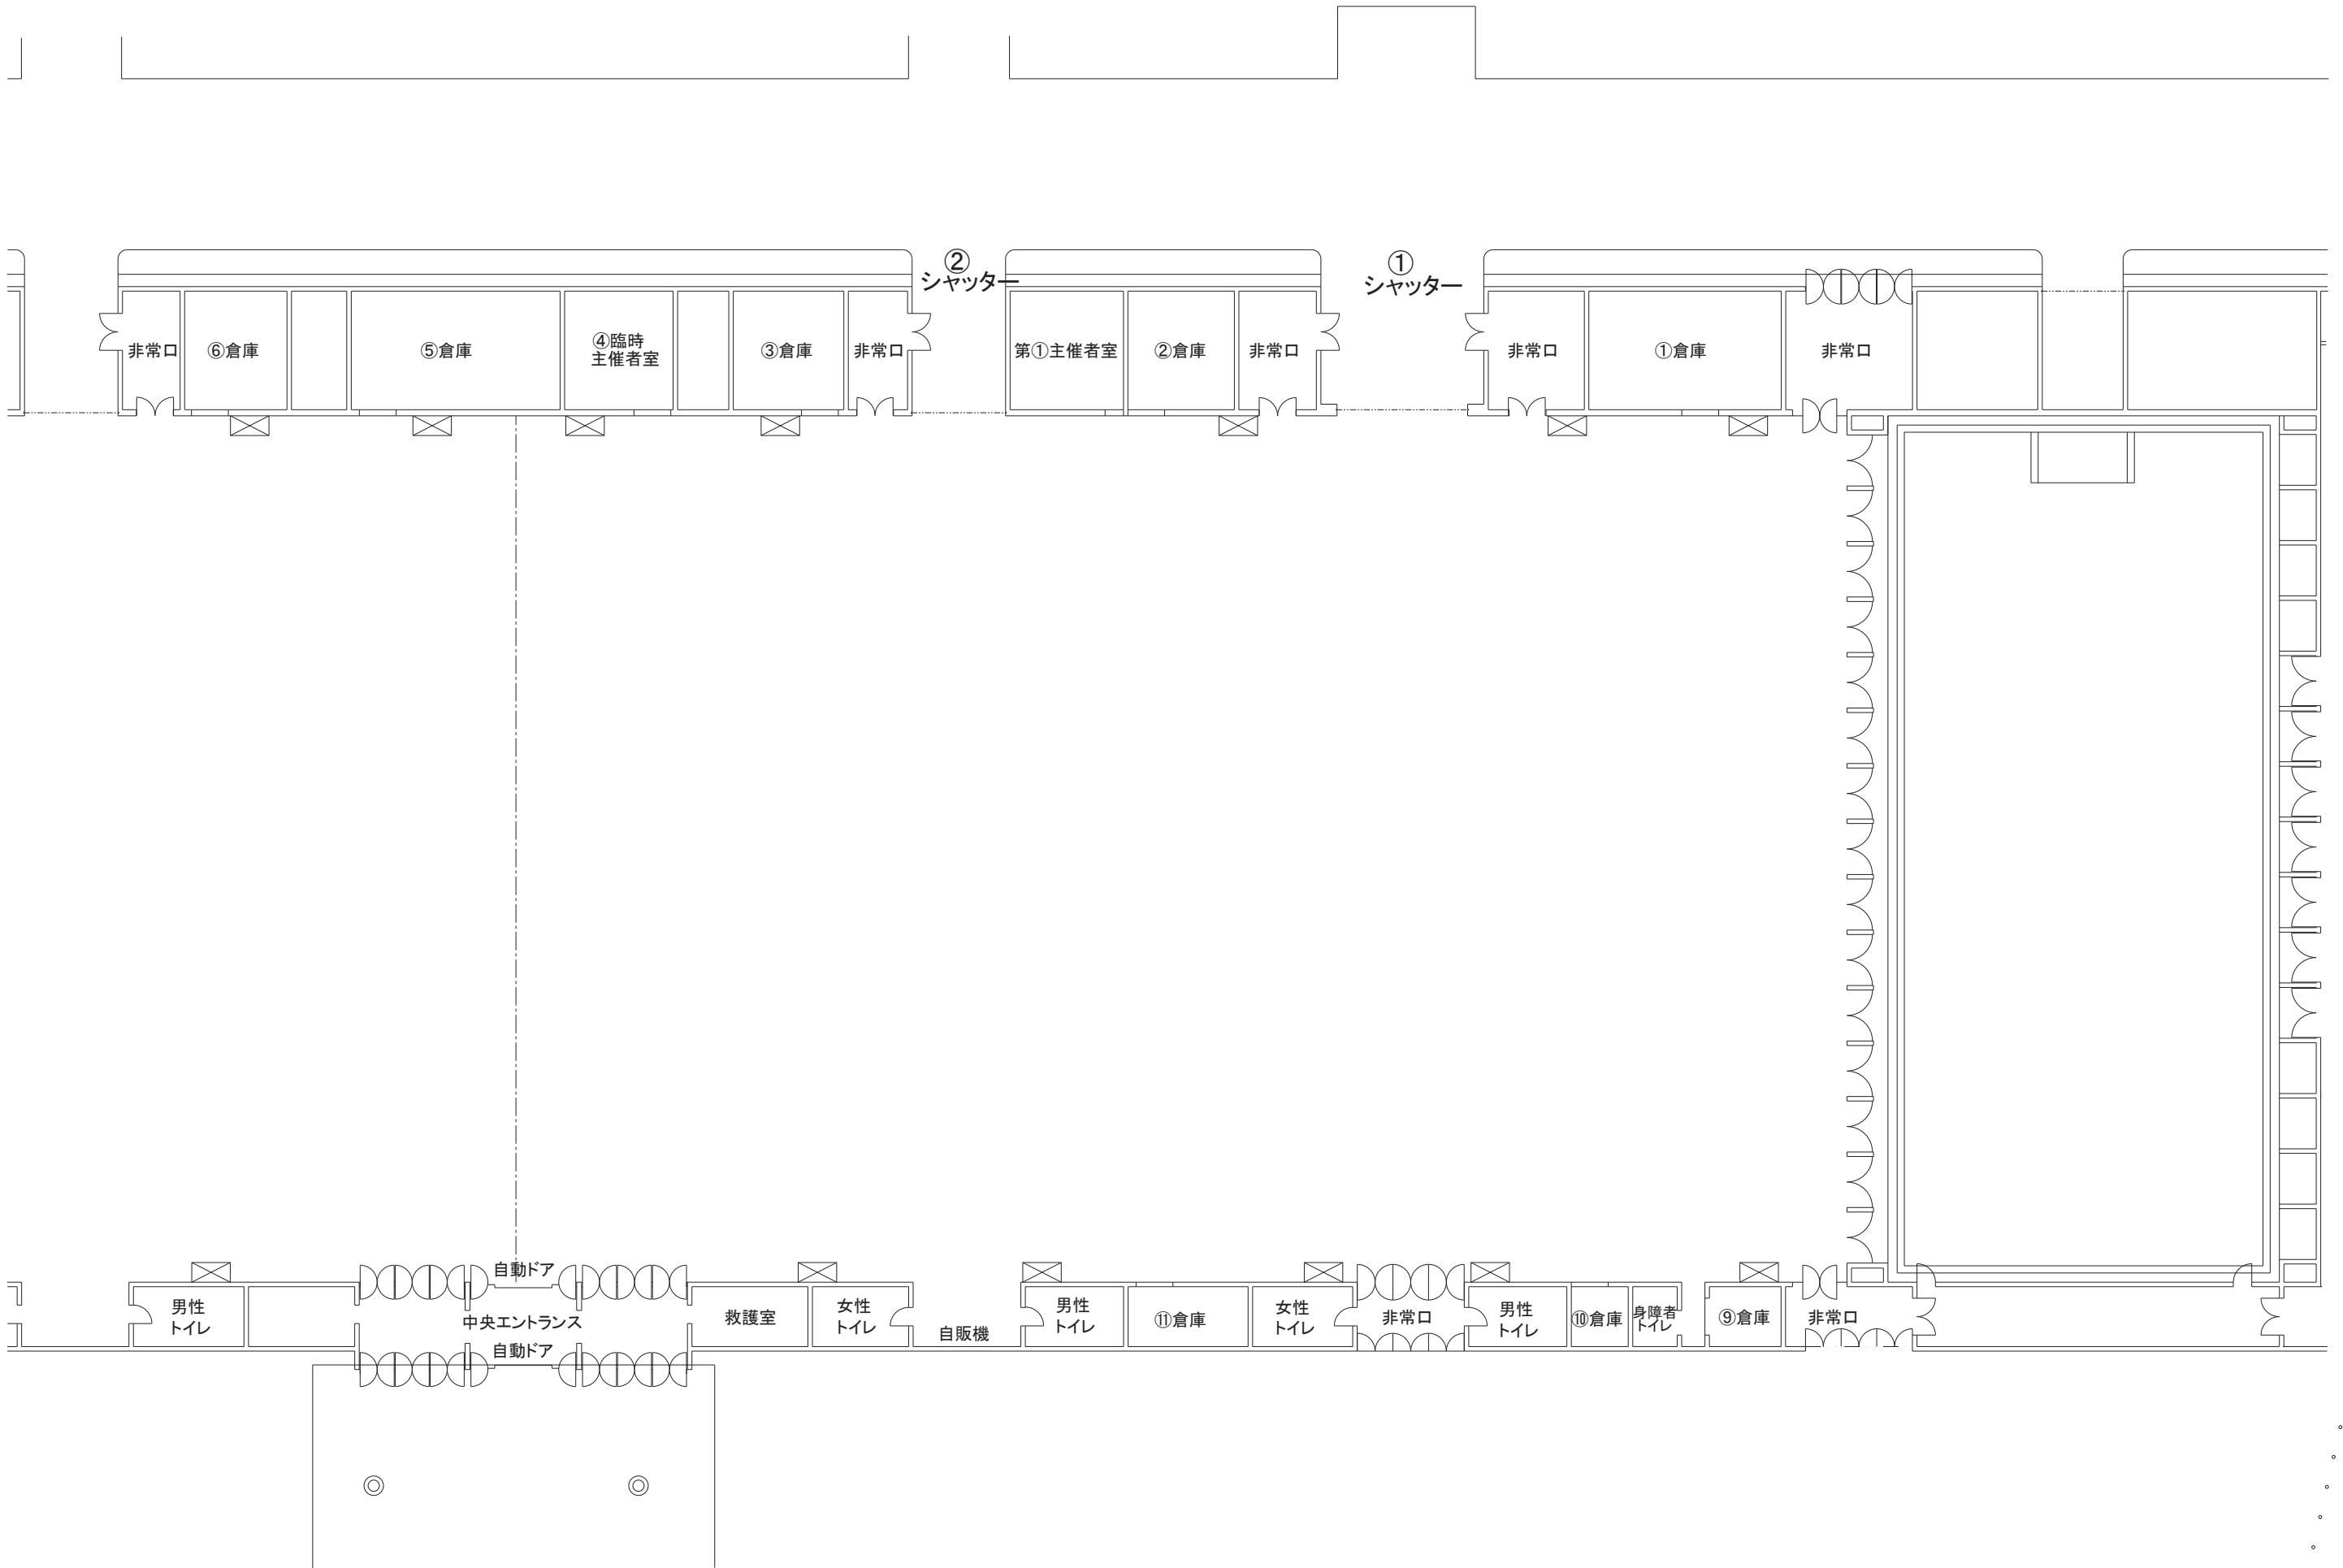 ②
シャッター
①
シャッター
非常口
⑥倉庫
⑤倉庫
④臨時
主催者室
③倉庫
非常口
第①主催者室
②倉庫
非常口
非常口
①倉庫
非常口
自動ドア
男性
トイレ
中央エントランス
自動ドア
救護室
女性
トイレ
自販機
男性
トイレ
⑪倉庫
女性
トイレ
非常口
男性
トイレ
⑩倉庫
身障者
トイレ
⑨倉庫
非常口